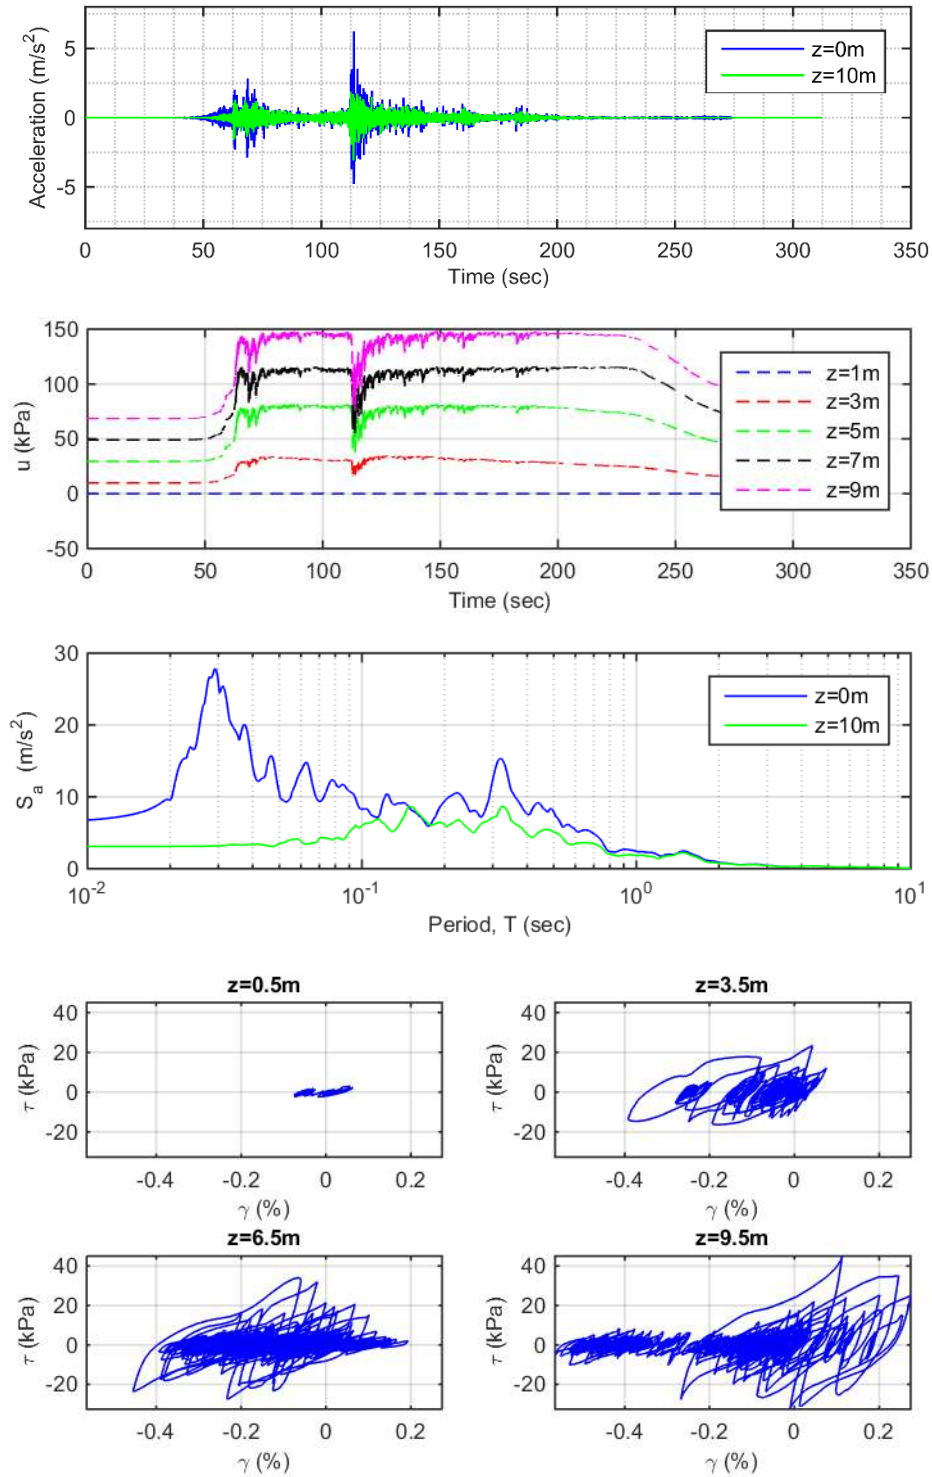 Acceleration (m/s²)
5
0
-5
z=0m
z=10m
0 50 100 150 200 250 300 350
Time (sec)
u (kPa)
150
100
50
0
-50
z=1m
z=3m
z=5m
z=7m
z=9m
0 50 100 150 200 250 300 350
Time (sec)
Sₐ (m/s²)
30
20
10
0
z=0m
z=10m
10⁻² 10⁻¹ 10⁰ 10¹
Period, T (sec)
z=0.5m
τ (kPa)
40
20
0
-20
-0.4 -0.2 0 0.2
γ (%)
z=3.5m
τ (kPa)
40
20
0
-20
-0.4 -0.2 0 0.2
γ (%)
z=6.5m
τ (kPa)
40
20
0
-20
-0.4 -0.2 0 0.2
γ (%)
z=9.5m
τ (kPa)
40
20
0
-20
-0.4 -0.2 0 0.2
γ (%)